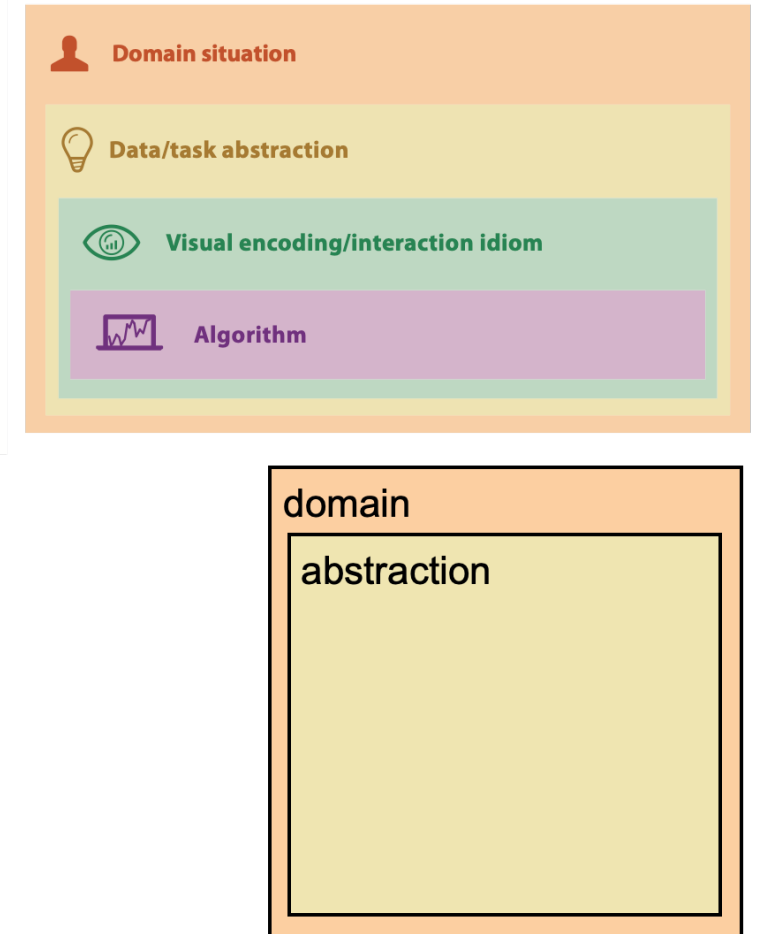 Domain situation
Data/task abstraction
Visual encoding/interaction idiom
Algorithm
domain
abstraction